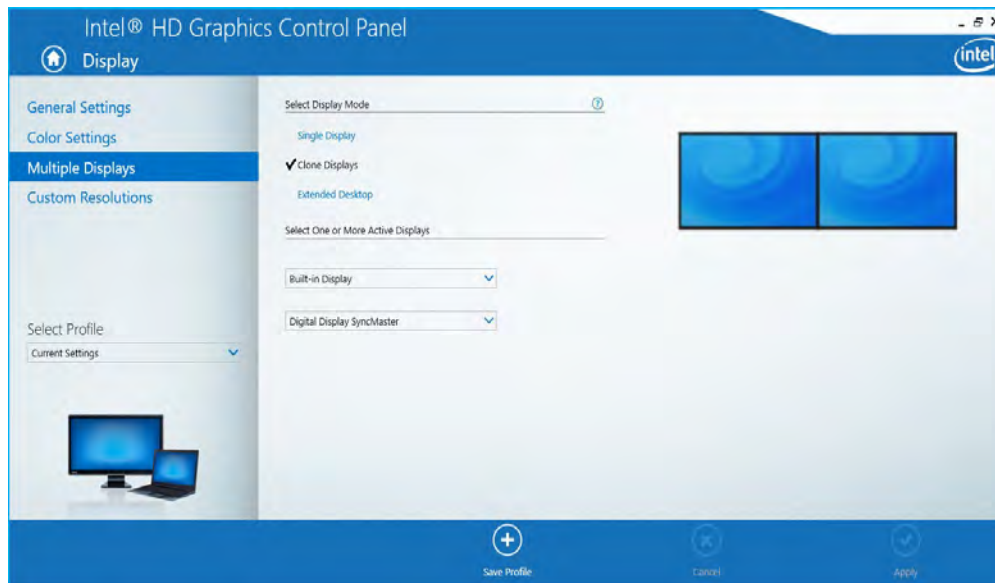 Intel® HD Graphics Control Panel
Display
intel
General Settings
Color Settings
Multiple Displays
Custom Resolutions
Select Profile
Current Settings
Select Display Mode
?
Single Display
Clone Displays
Extended Desktop
Select One or More Active Displays
Built-in Display
Digital Display SyncMaster
Save Profile
Cancel
Apply